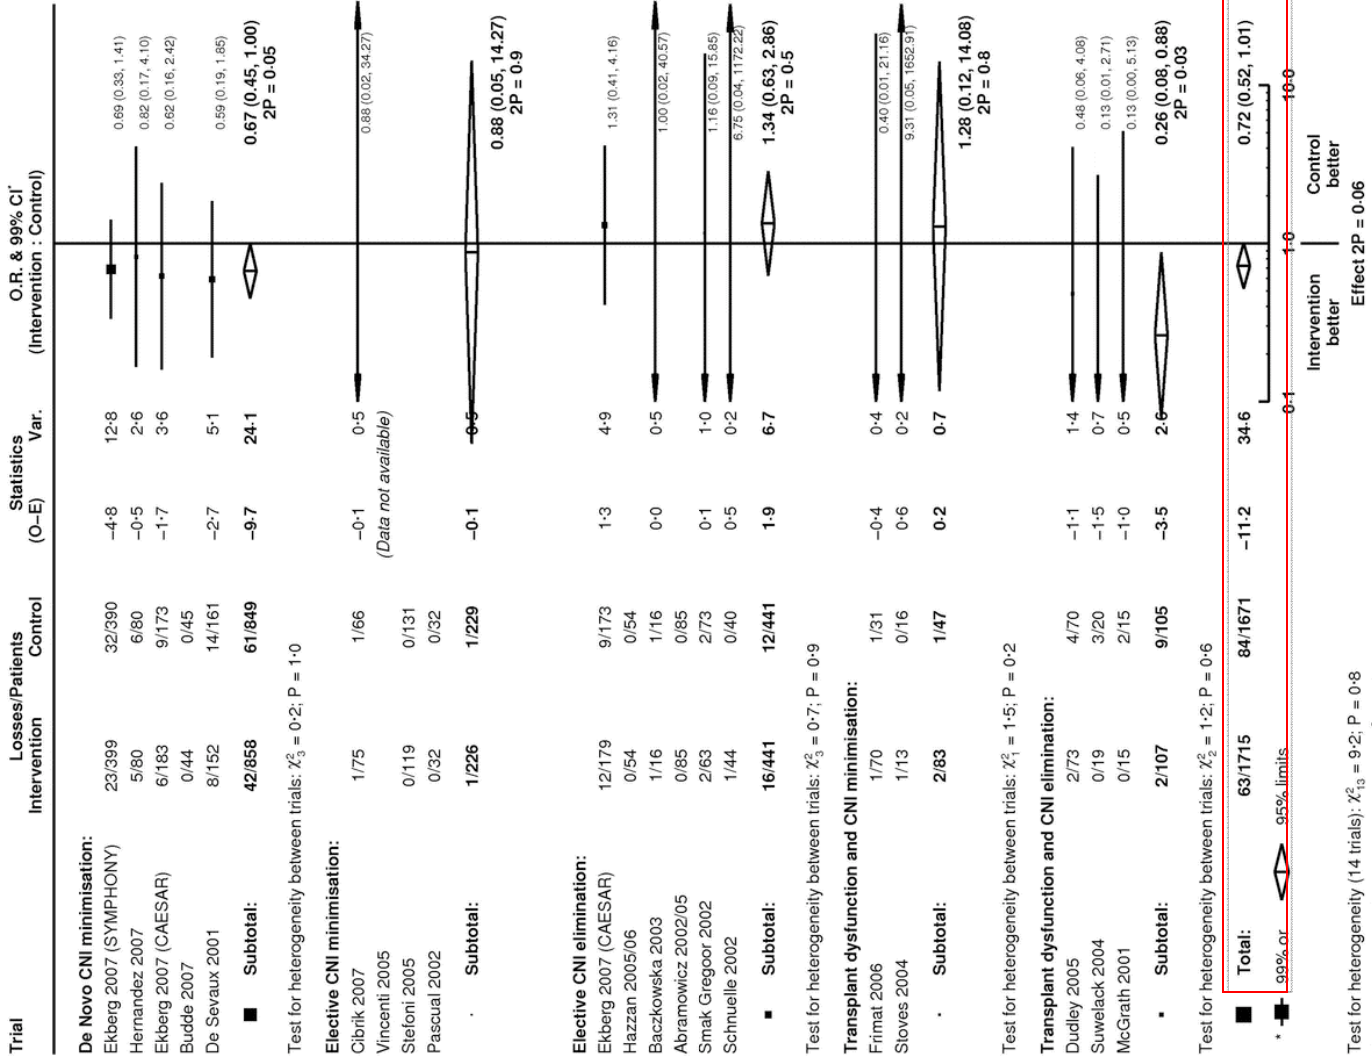 Trial Losses/Patients Statistics O.R. & 99% CI*
Intervention Control (O–E) Var. (Intervention : Control)
De Novo CNI minimisation:
Ekberg 2007 (SYMPHONY) 23/399 32/390 –4·8 12·8 0.69 (0.33, 1.41)
Hernandez 2007 5/80 6/80 –0·5 2·6 0.82 (0.17, 4.10)
Ekberg 2007 (CAESAR) 6/183 9/173 –1·7 3·6 0.62 (0.16, 2.42)
Budde 2007 0/44 0/45
De Sevaux 2001 8/152 14/161 –2·7 5·1 0.59 (0.19, 1.85)
Subtotal: 42/858 61/849 –9·7 24·1 0.67 (0.45, 1.00)
2P = 0·05
Test for heterogeneity between trials: χ²₃ = 0·2; P = 1·0
Elective CNI minimisation:
Cibrik 2007 1/75 1/66 –0·1 0·5 0.88 (0.02, 34.27)
Vincenti 2005 (Data not available)
Stefoni 2005 0/119 0/131
Pascual 2002 0/32 0/32
Subtotal: 1/226 1/229 –0·1 0·5 0.88 (0.05, 14.27)
2P = 0·9
Elective CNI elimination:
Ekberg 2007 (CAESAR) 12/179 9/173 1·3 4·9 1.31 (0.41, 4.16)
Hazzan 2005/06 0/54 0/54
Baczkowska 2003 1/16 1/16 0·0 0·5 1.00 (0.02, 40.57)
Abramowicz 2002/05 0/85 0/85
Smak Gregoor 2002 2/63 2/73 0·1 1·0 1.16 (0.09, 15.85)
Schnuelle 2002 1/44 0/40 0·5 0·2 6.75 (0.04, 1172.22)
Subtotal: 16/441 12/441 1·9 6·7 1.34 (0.63, 2.86)
2P = 0·5
Test for heterogeneity between trials: χ²₃ = 0·7; P = 0·9
Transplant dysfunction and CNI minimisation:
Frimat 2006 1/70 1/31 –0·4 0·4 0.40 (0.01, 21.16)
Stoves 2004 1/13 0/16 0·6 0·2 9.31 (0.05, 1652.91)
Subtotal: 2/83 1/47 0·2 0·7 1.28 (0.12, 14.08)
2P = 0·8
Test for heterogeneity between trials: χ²₁ = 1·5; P = 0·2
Transplant dysfunction and CNI elimination:
Dudley 2005 2/73 4/70 –1·1 1·4 0.48 (0.06, 4.08)
Suwelack 2004 0/19 3/20 –1·5 0·7 0.13 (0.01, 2.71)
McGrath 2001 0/15 2/15 –1·0 0·5 0.13 (0.00, 5.13)
Subtotal: 2/107 9/105 –3·5 2·6 0.26 (0.08, 0.88)
2P = 0·03
Test for heterogeneity between trials: χ²₂ = 1·2; P = 0·6
Total: 63/1715 84/1671 –11·2 34·6 0.72 (0.52, 1.01)
* 99% or 95% limits 0·1 1·0 10·0
Intervention better Control better
Effect 2P = 0·06
Test for heterogeneity (14 trials): χ²₁₃ = 9·2; P = 0·8